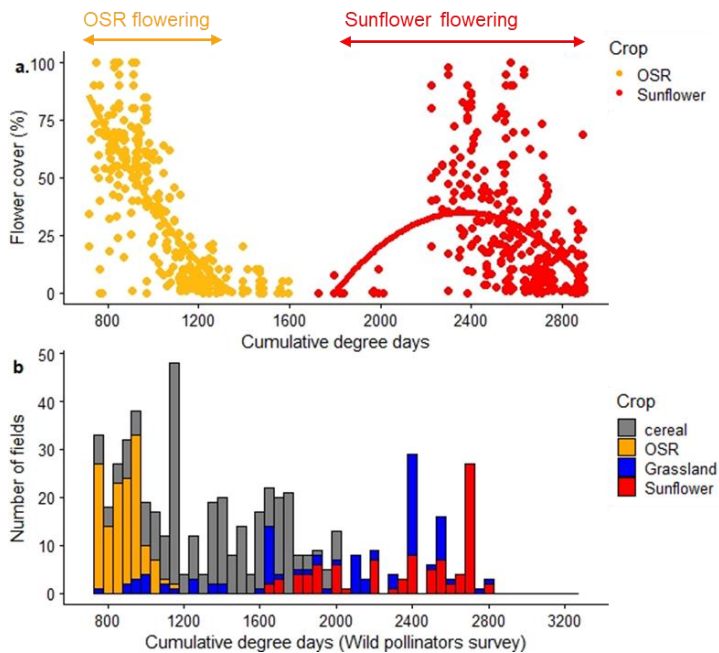 OSR flowering
Sunflower flowering
a.
100
75
50
25
0
Flower cover (%)
800
1200
1600
2000
2400
2800
Cumulative degree days
Crop
OSR
Sunflower
b
50
40
30
20
10
0
Number of fields
800
1200
1600
2000
2400
2800
3200
Cumulative degree days (Wild pollinators survey)
Crop
cereal
OSR
Grassland
Sunflower